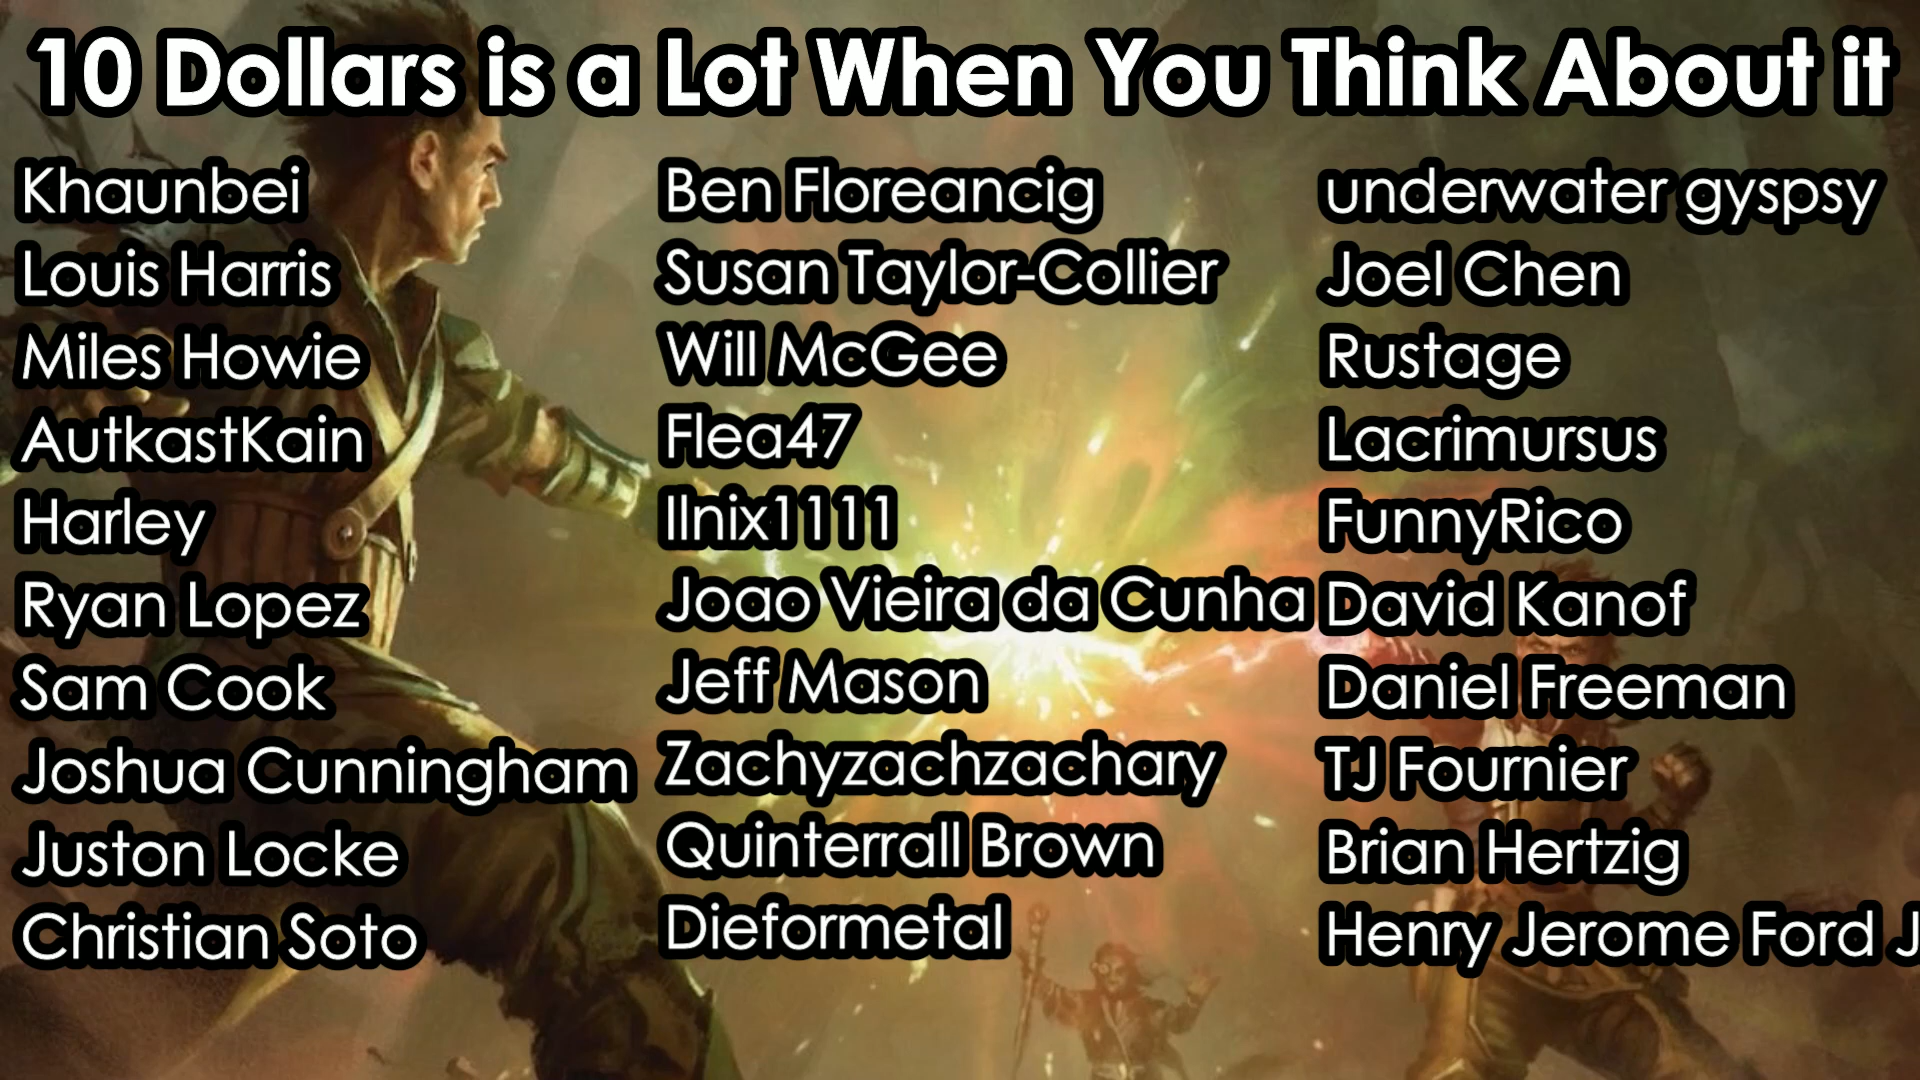 10 Dollars is a Lot When You Think About it
Khaunbei
Louis Harris
Miles Howie
AutkastKain
Harley
Ryan Lopez
Sam Cook
Joshua Cunningham
Juston Locke
Christian Soto
Ben Floreancig
Susan Taylor-Collier
Will McGee
Flea47
Ilnix1111
Joao Vieira da Cunha
Jeff Mason
Zachyzachzachary
Quinterrall Brown
Dieformetal
underwater gyspsy
Joel Chen
Rustage
Lacrimursus
FunnyRico
David Kanof
Daniel Freeman
TJ Fournier
Brian Hertzig
Henry Jerome Ford J